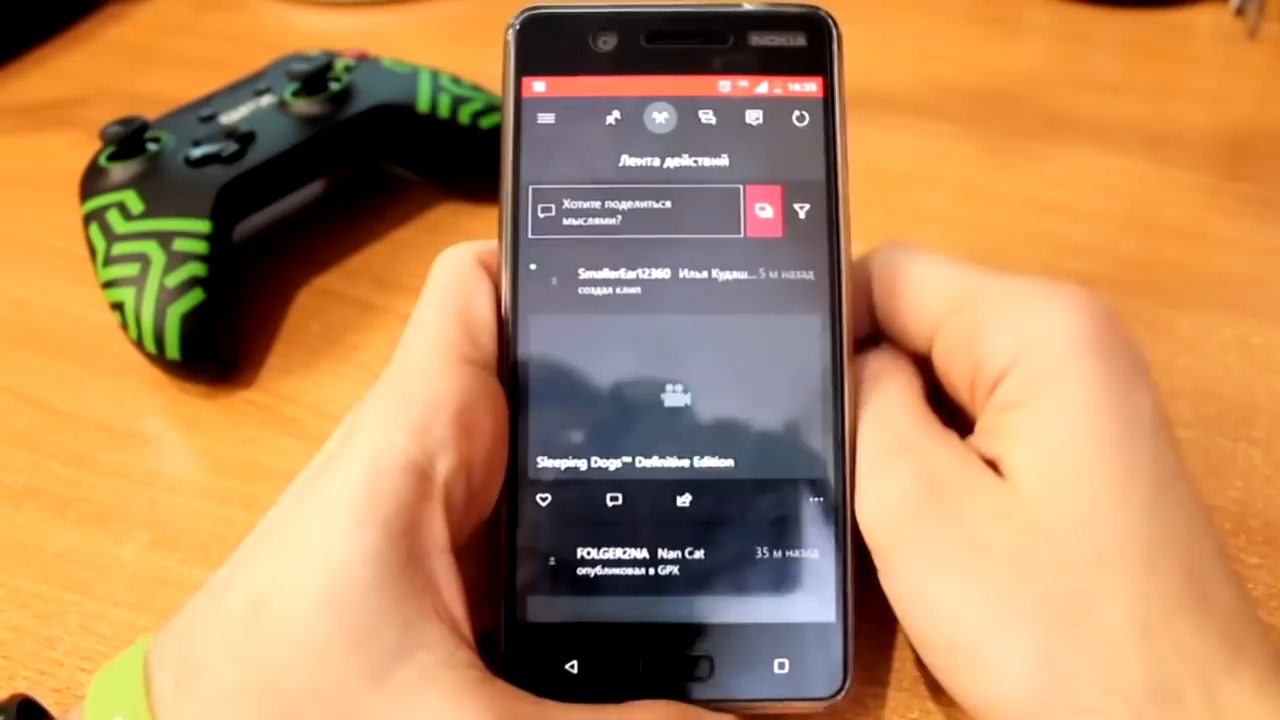 NOKIA
16:35
Лента действий
Хотите поделиться
мыслями?
SmallerEar12360 Илья Кудаш... 5 м назад
создал клип
Sleeping Dogs™ Definitive Edition
FOLGER2NA Nan Cat 35 м назад
опубликовал в GPX